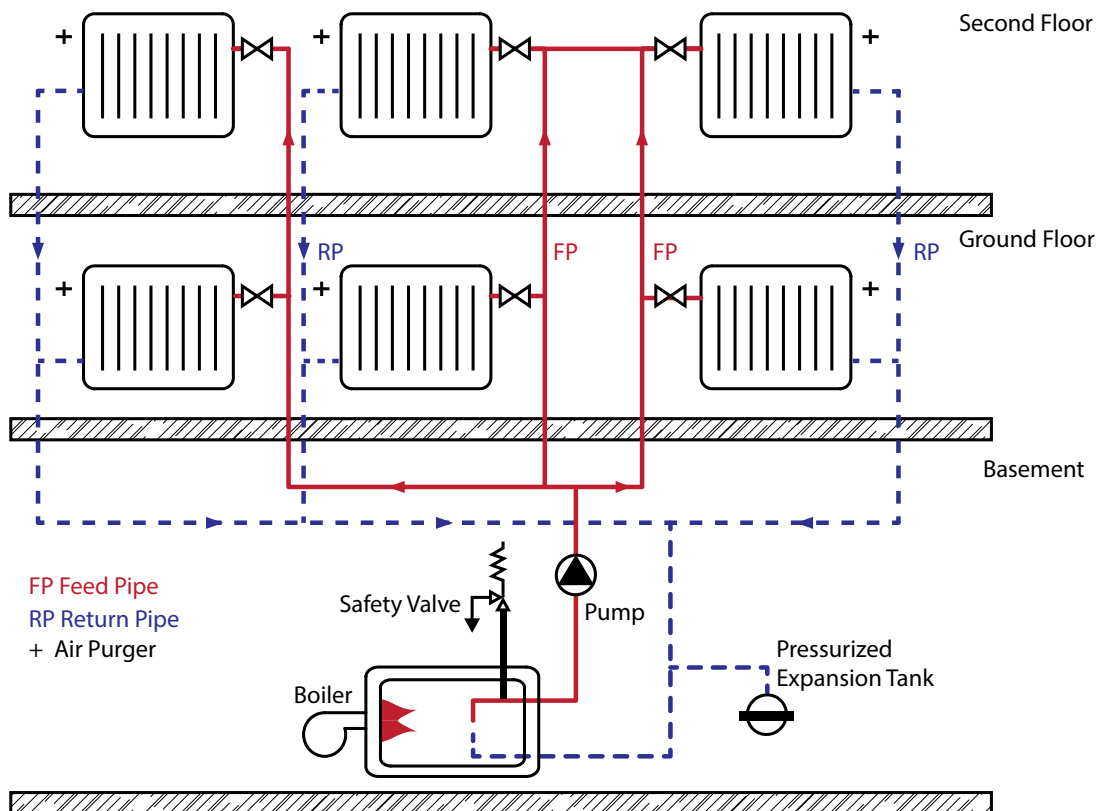 Second Floor
Ground Floor
RP
FP
FP
RP
Basement
FP Feed Pipe
RP Return Pipe
+ Air Purger
Safety Valve
Pump
Boiler
Pressurized
Expansion Tank